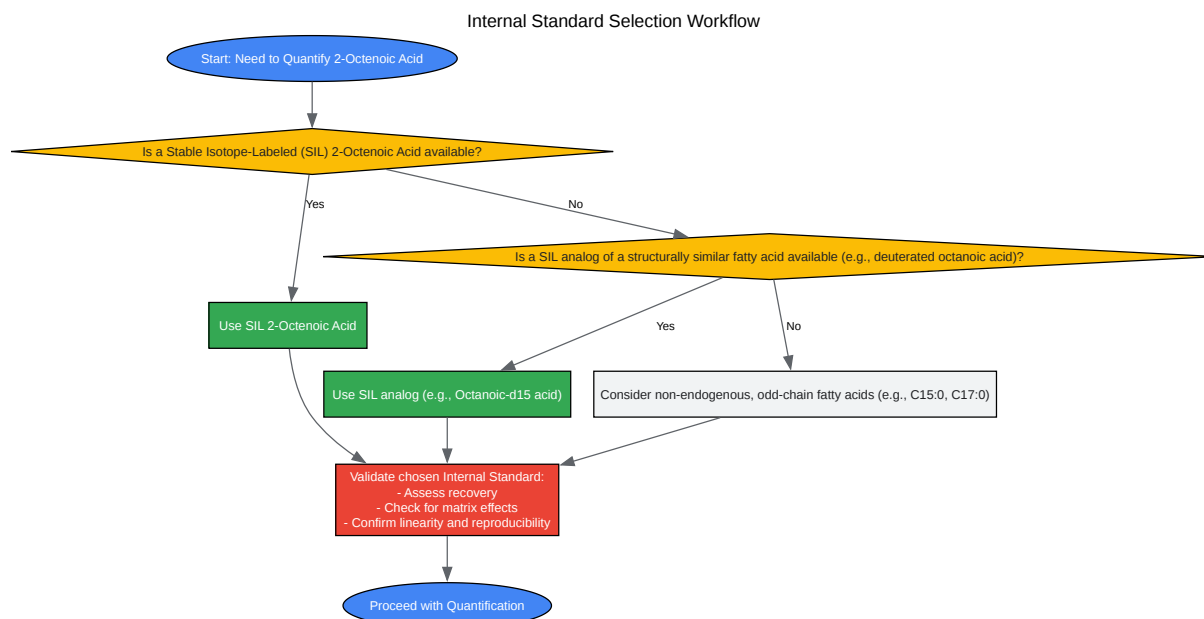 Internal Standard Selection Workflow
Start: Need to Quantify 2-Octenoic Acid
Is a Stable Isotope-Labeled (SIL) 2-Octenoic Acid available?
Yes
No
Is a SIL analog of a structurally similar fatty acid available (e.g., deuterated octanoic acid)?
Use SIL 2-Octenoic Acid
Yes
No
Use SIL analog (e.g., Octanoic-d15 acid)
Consider non-endogenous, odd-chain fatty acids (e.g., C15:0, C17:0)
Validate chosen Internal Standard:
- Assess recovery
- Check for matrix effects
- Confirm linearity and reproducibility
Proceed with Quantification